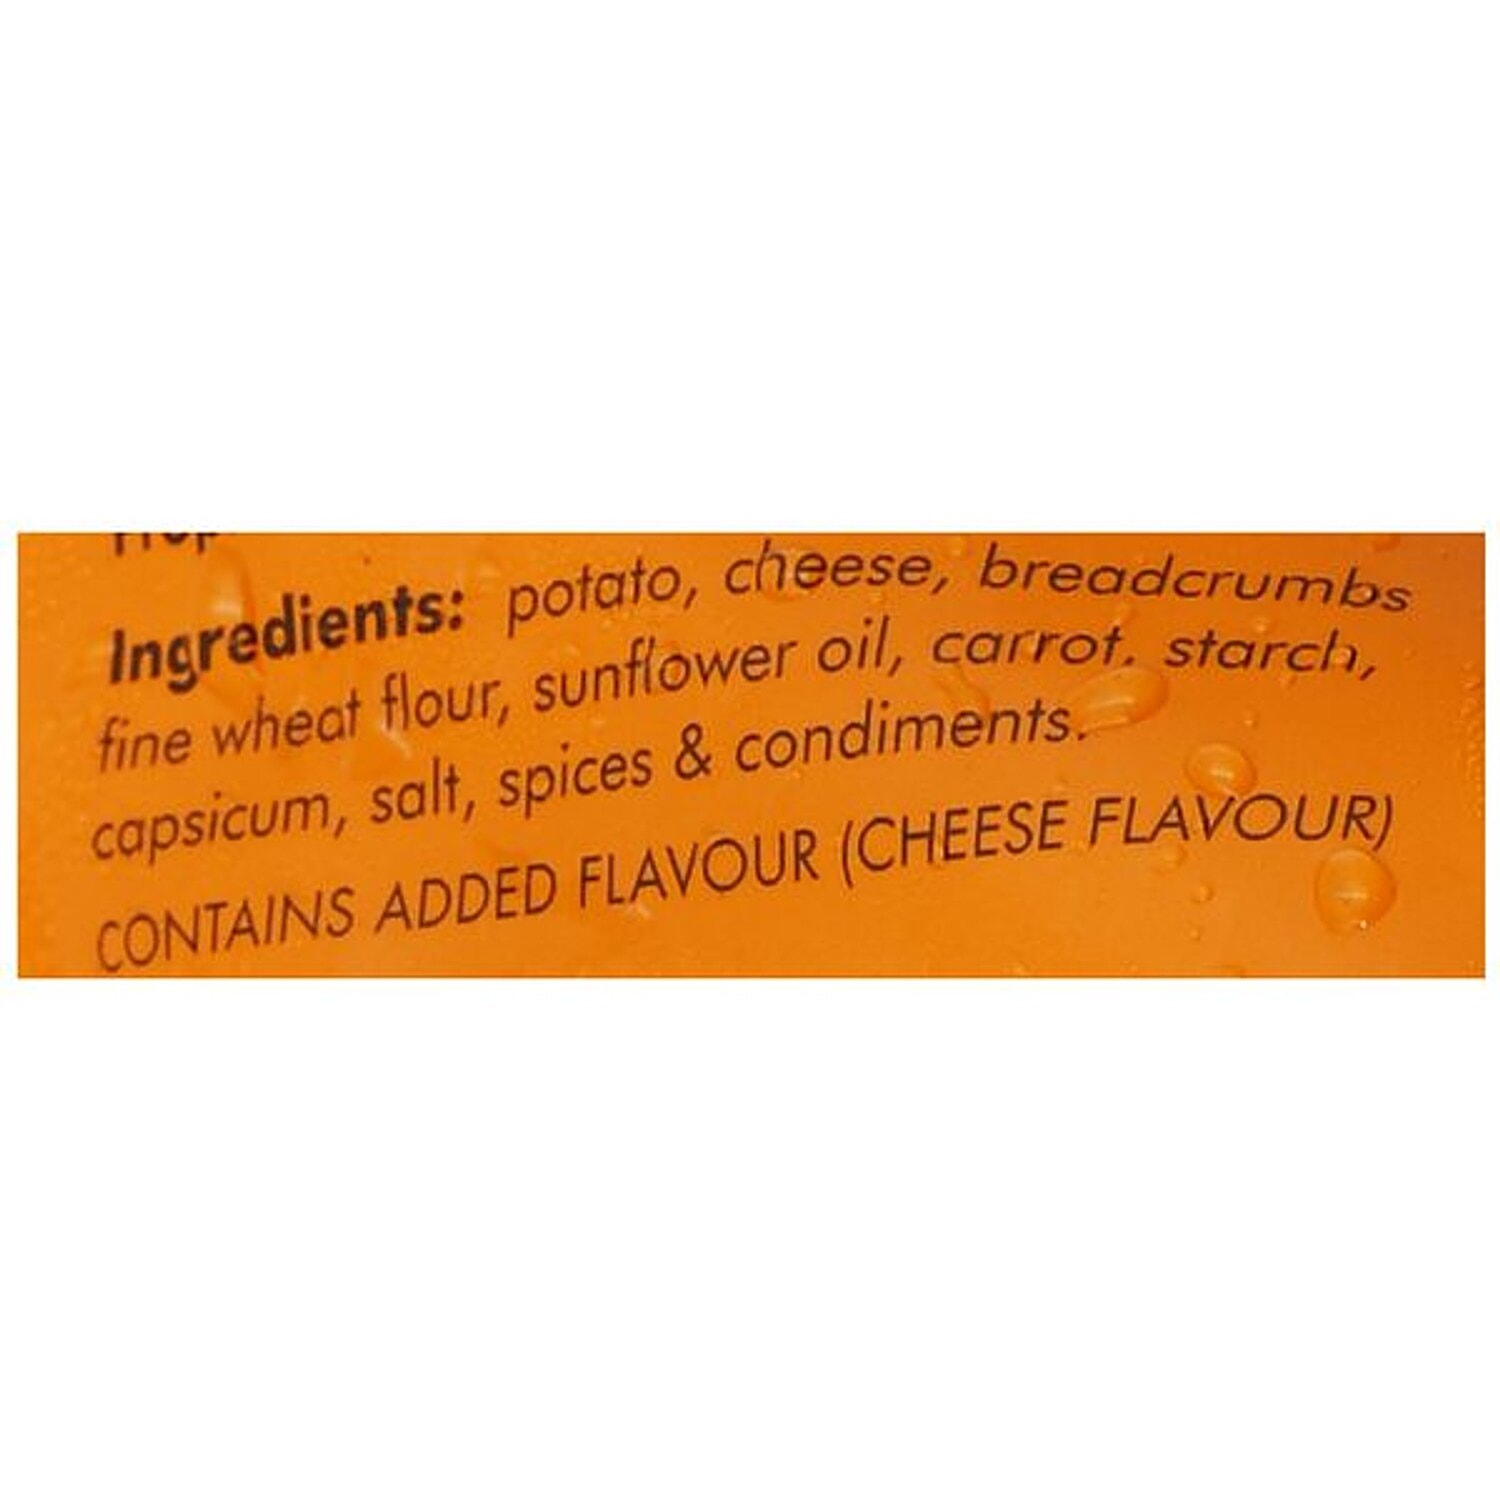 Ingredients: potato, cheese, breadcrumbs
fine wheat flour, sunflower oil, carrot, starch,
capsicum, salt, spices & condiments.
CONTAINS ADDED FLAVOUR (CHEESE FLAVOUR)